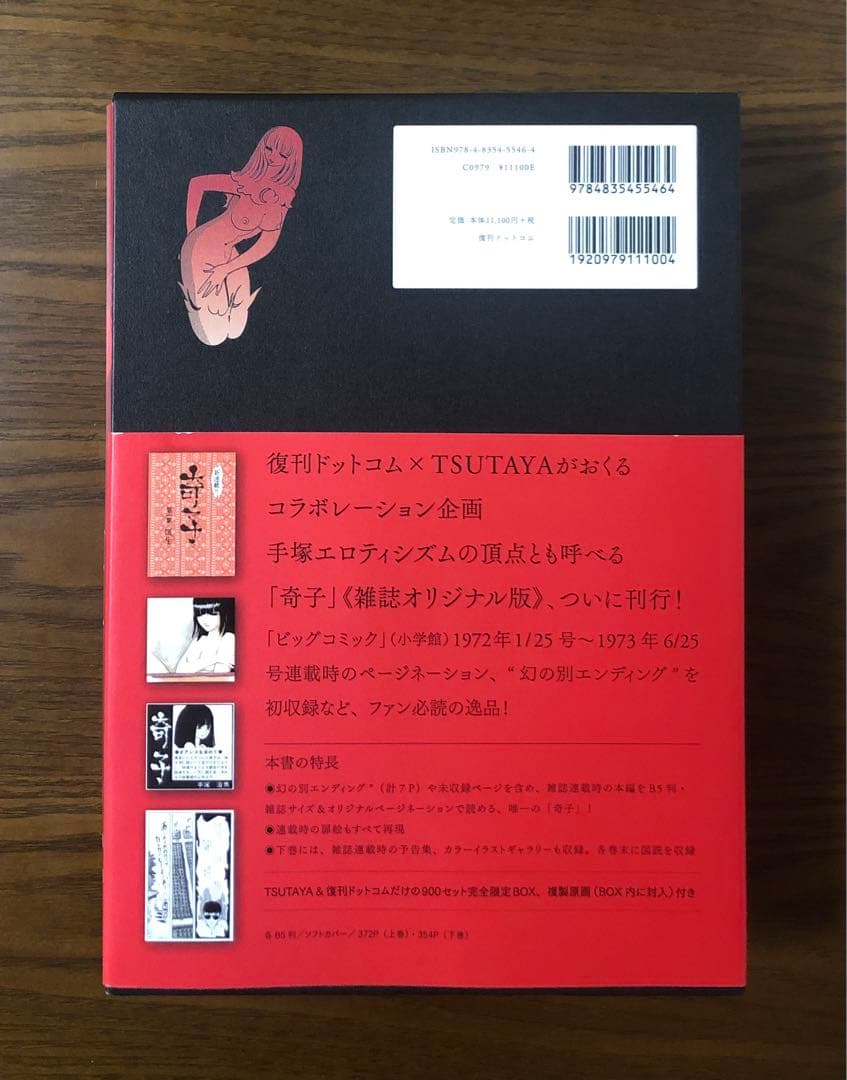 ISBN978-4-8354-5546-4
C0979 ¥11100E
9784835455464
定価 本体11,100円+税
復刊ドットコム
1920979111004
復刊ドットコム×TSUTAYAがおくる
コラボレーション企画
手塚エロティシズムの頂点とも呼べる
「奇子」《雑誌オリジナル版》、ついに刊行!
「ビッグコミック」(小学館)1972年1/25号〜1973年6/25
号連載時のページネーション、“幻の別エンディング”を
初収録など、ファン必読の逸品!
本書の特長
◉幻の別エンディング”(計7P)や未収録ページを含め、雑誌連載時の本編をB5判・
雑誌サイズ&オリジナルページネーションで読める、唯一の「奇子」!
◉連載時の扉絵もすべて再現
◉下巻には、雑誌連載時の予告集、カラーイラストギャラリーも収録。各巻末に図説を収録
TSUTAYA&復刊ドットコムだけの900セット完全限定BOX、複製原画(BOX内に封入)付き
各B5判/ソフトカバー/372P(上巻)・354P(下巻)
新連載
奇子
奇子
手塚治虫